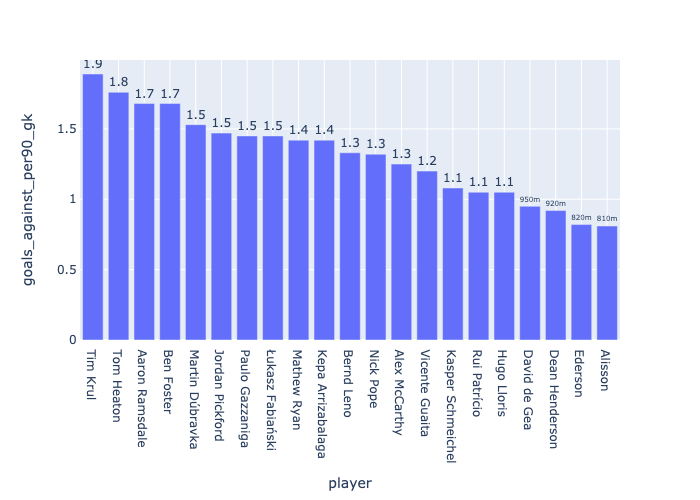 goals_against_per90_gk
1.9
1.8
1.7
1.7
1.5
1.5
1.5
1.5
1.4
1.4
1.3
1.3
1.3
1.2
1.1
1.1
1.1
950m
920m
820m
810m
1.5
1
0.5
0
Tim Krul
Tom Heaton
Aaron Ramsdale
Ben Foster
Martin Dúbravka
Jordan Pickford
Paulo Gazzaniga
Łukasz Fabiański
Mathew Ryan
Kepa Arrizabalaga
Bernd Leno
Nick Pope
Alex McCarthy
Vicente Guaita
Kasper Schmeichel
Rui Patrício
Hugo Lloris
David de Gea
Dean Henderson
Ederson
Alisson
player